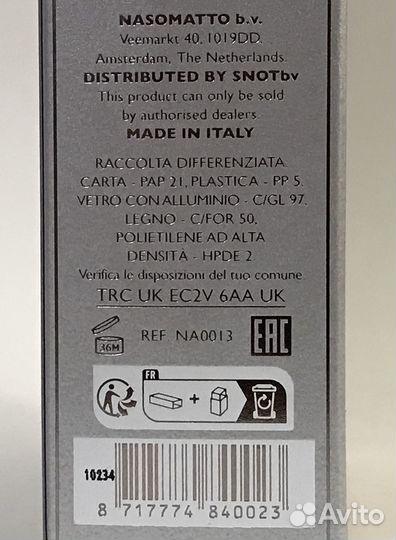 NASOMATTO b.v.
Veemarkt 40, 1019DD,
Amsterdam, The Netherlands.
DISTRIBUTED BY SNOTbv
This product can only be sold
by authorised dealers.
MADE IN ITALY
RACCOLTA DIFFERENZIATA.
CARTA - PAP 21, PLASTICA - PP 5,
VETRO CON ALLUMINIO - C/GL 97,
LEGNO - C/FOR 50,
POLIETILENE AD ALTA
DENSITÀ - HPDE 2
Verifica le disposizioni del tuo comune.
TRC UK EC2V 6AA UK
36M
REF NA0013
EAC
FR
+
10234
8 717774 840023
Avito